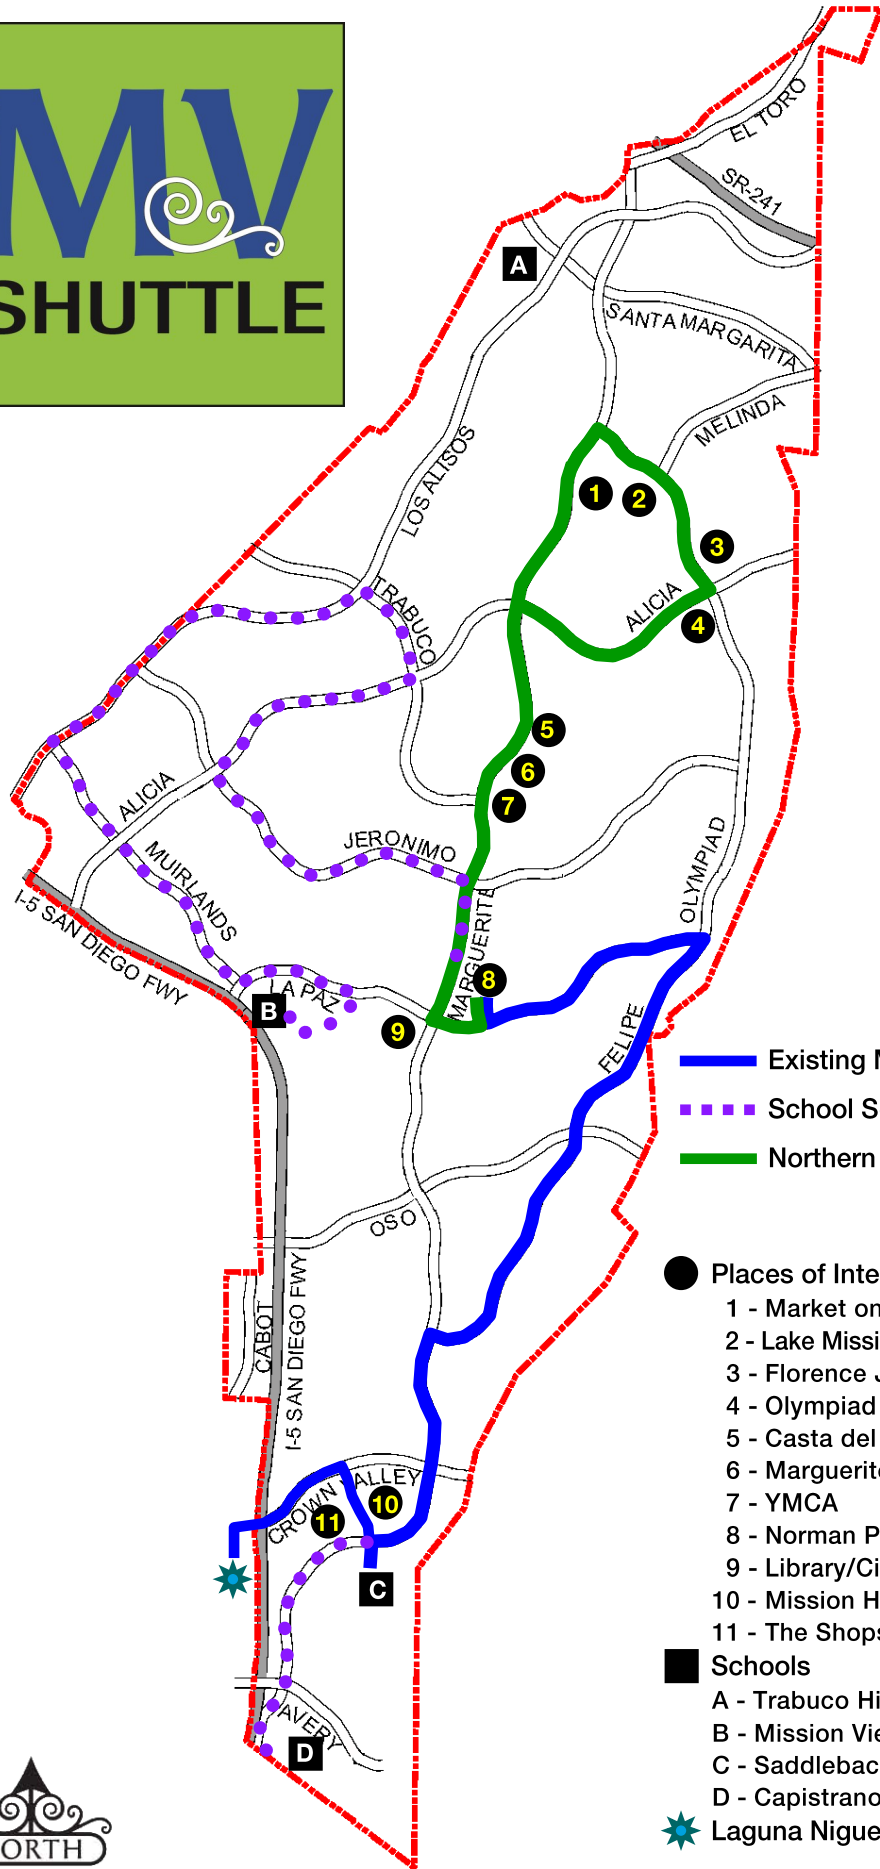 MV
SHUTTLE
EL TORO
SR-241
A
SANTA MARGARITA
MELINDA
LOS ALISOS
1
2
3
TRABUCO
ALICIA
4
5
6
7
ALICIA
JERONIMO
MUIRLANDS
OLYMPIAD
I-5 SAN DIEGO FWY
MARGUERITE
8
LA PAZ
B
9
FELIPE
Existing
School S
Northern
OSO
CABOT
I-5 SAN DIEGO FWY
CROWN VALLEY
10
11
C
AVERY
D
Places of Inte
1 - Market on
2 - Lake Missi
3 - Florence
4 - Olympiad
5 - Casta del
6 - Marguerite
7 - YMCA
8 - Norman P
9 - Library/Ci
10 - Mission H
11 - The Shops
Schools
A - Trabuco Hi
B - Mission Vie
C - Saddlebac
D - Capistrano
Laguna Nigue
ORTH